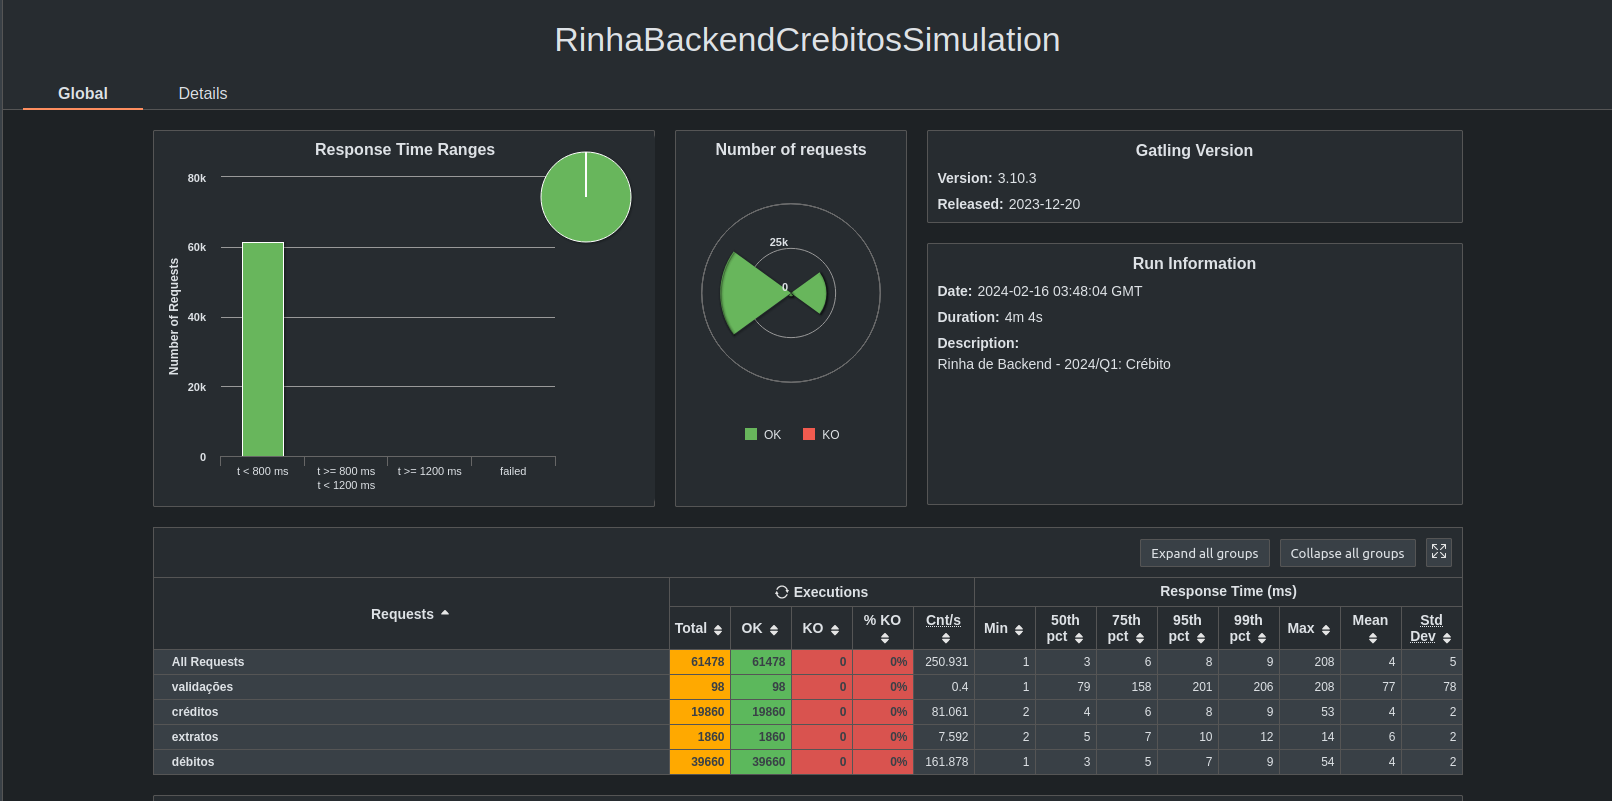 RinhaBackendCrebitosSimulation
Global Details
Response Time Ranges
80k
60k
40k
20k
0
Number of Requests
t < 800 ms
t >= 800 ms
t < 1200 ms
t >= 1200 ms
failed
Number of requests
25k
0
OK KO
Gatling Version
Version: 3.10.3
Released: 2023-12-20
Run Information
Date: 2024-02-16 03:48:04 GMT
Duration: 4m 4s
Description:
Rinha de Backend - 2024/Q1: Crébito
Expand all groups Collapse all groups
Requests Executions Response Time (ms)
Total OK KO % KO Cnt/s Min 50th pct 75th pct 95th pct 99th pct Max Mean Std Dev
All Requests 61478 61478 0 0% 250.931 1 3 6 8 9 208 4 5
validações 98 98 0 0% 0.4 1 79 158 201 206 208 77 78
créditos 19860 19860 0 0% 81.061 2 4 6 8 9 53 4 2
extratos 1860 1860 0 0% 7.592 2 5 7 10 12 14 6 2
débitos 39660 39660 0 0% 161.878 1 3 5 7 9 54 4 2